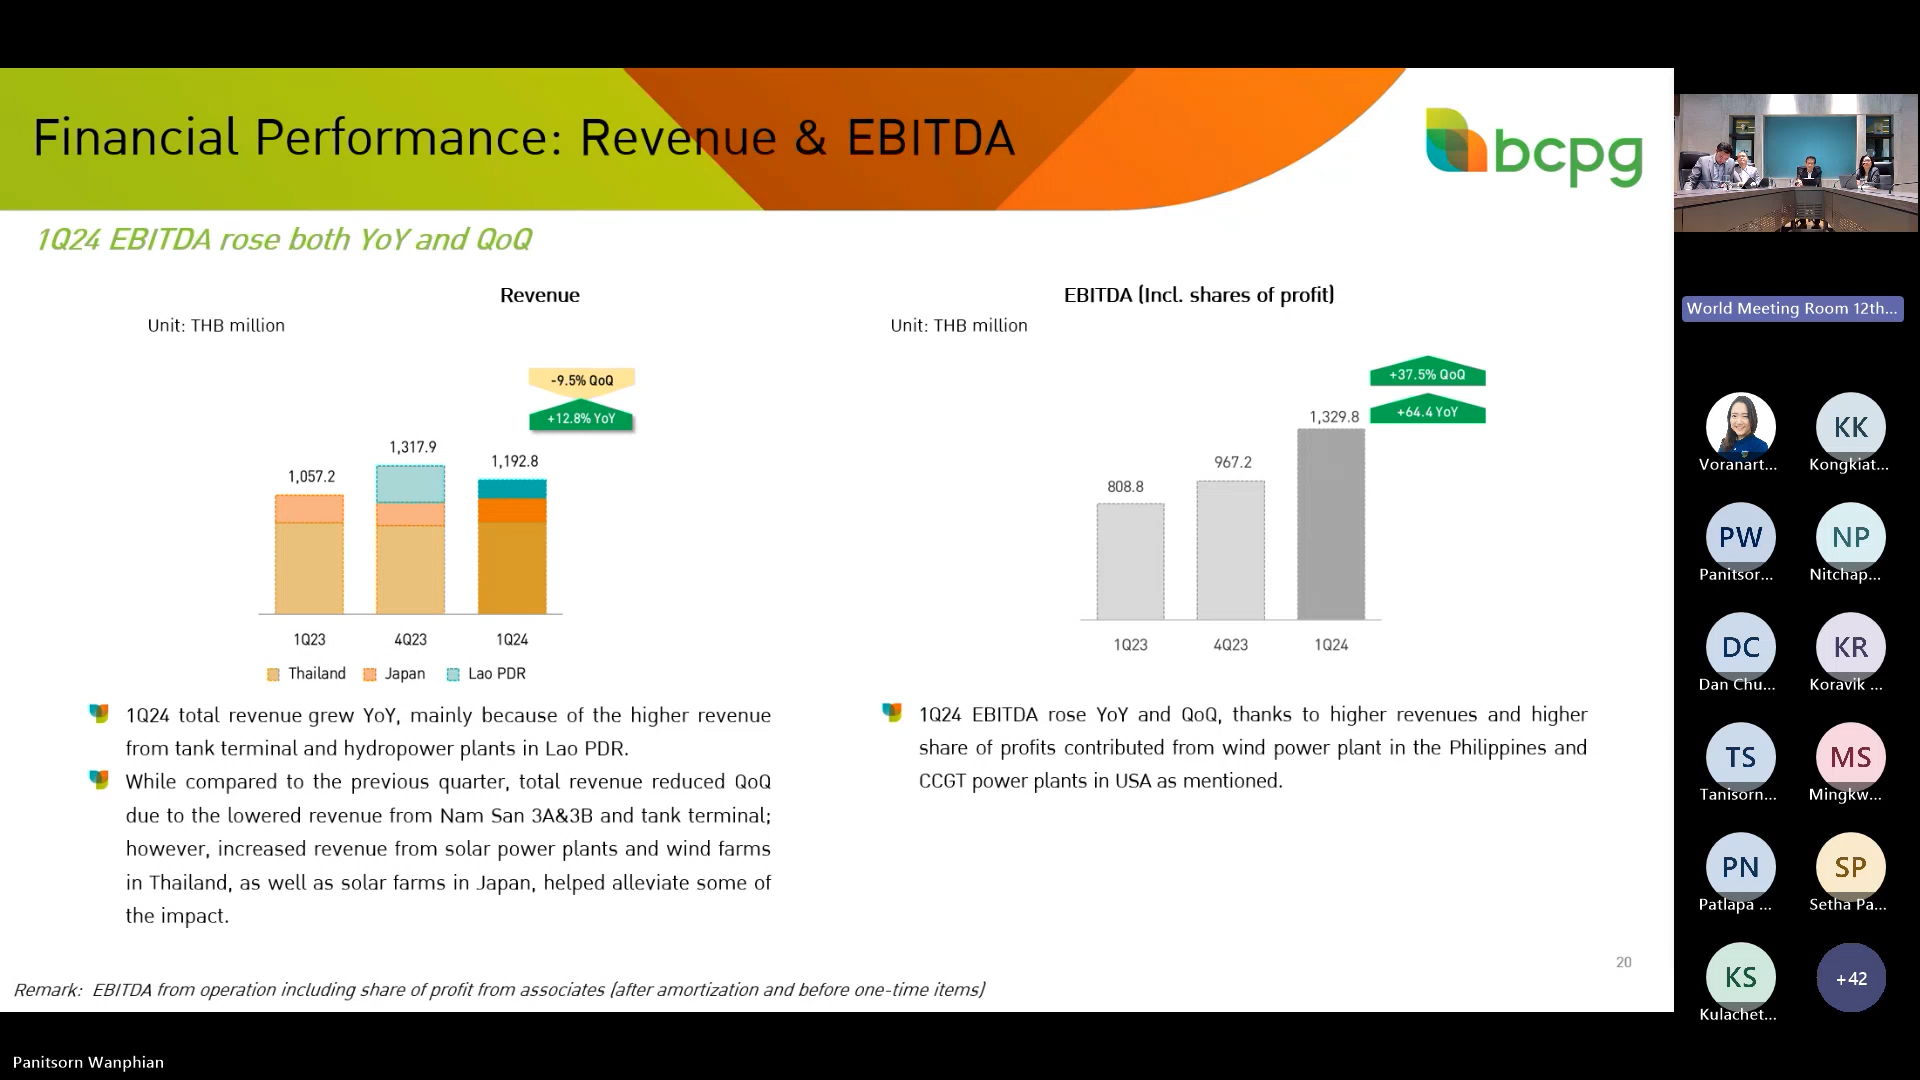 Financial Performance: Revenue & EBITDA
bcpg
1Q24 EBITDA rose both YoY and QoQ
Revenue
Unit: THB million
-9.5% QoQ
+12.8% YoY
1,057.2
1,317.9
1,192.8
1Q23
4Q23
1Q24
Thailand
Japan
Lao PDR
1Q24 total revenue grew YoY, mainly because of the higher revenue
from tank terminal and hydropower plants in Lao PDR.
While compared to the previous quarter, total revenue reduced QoQ
due to the lowered revenue from Nam San 3A&3B and tank terminal;
however, increased revenue from solar power plants and wind farms
in Thailand, as well as solar farms in Japan, helped alleviate some of
the impact.
EBITDA (Incl. shares of profit)
Unit: THB million
+37.5% QoQ
+64.4 YoY
808.8
967.2
1,329.8
1Q23
4Q23
1Q24
1Q24 EBITDA rose YoY and QoQ, thanks to higher revenues and higher
share of profits contributed from wind power plant in the Philippines and
CCGT power plants in USA as mentioned.
20
Remark: EBITDA from operation including share of profit from associates (after amortization and before one-time items)
Panitsorn Wanphian
World Meeting Room 12th...
Voranart...
KK
Kongkiat...
PW
Panitsor...
NP
Nitchap...
DC
Dan Chu...
KR
Koravik ...
TS
Tanisorn...
MS
Mingkw...
PN
Patlapa ...
SP
Setha Pa...
KS
Kulachet...
+42